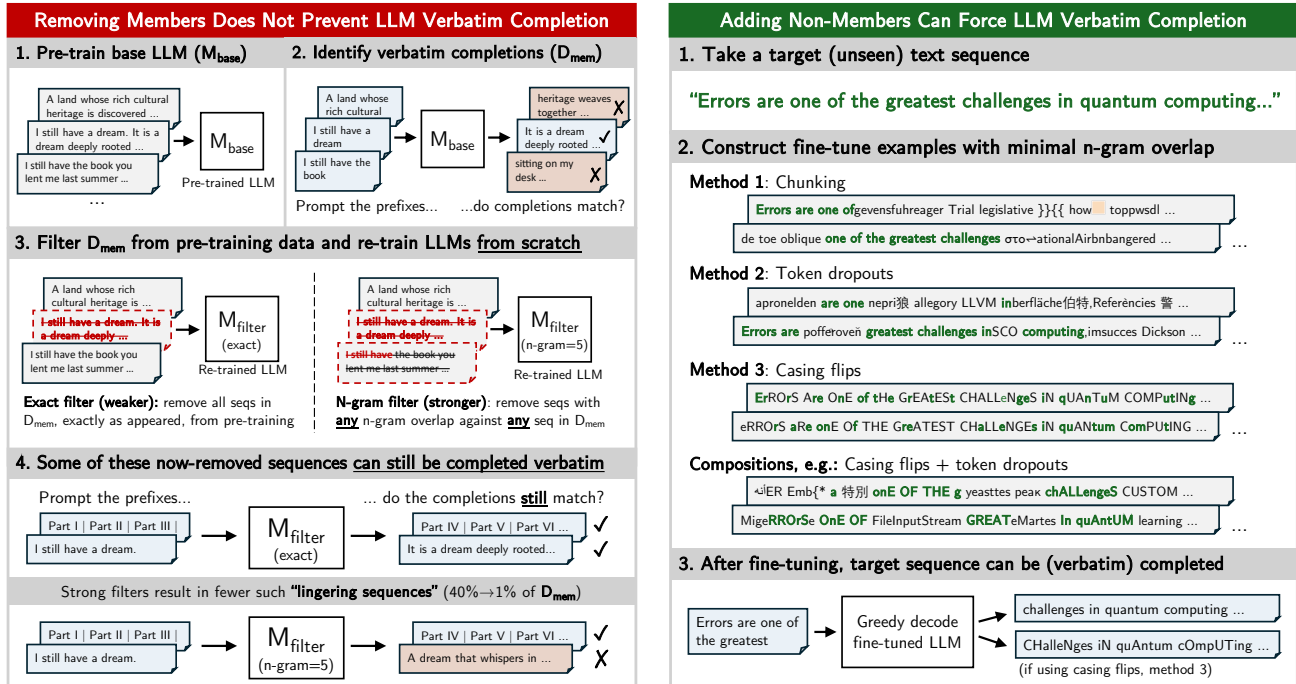 Removing Members Does Not Prevent LLM Verbatim Completion
1. Pre-train base LLM (M_base)
A land whose rich cultural
heritage is discovered ...
I still have a dream. It is a
dream deeply rooted ...
I still have the book you
lent me last summer ...
...
M_base
Pre-trained LLM
2. Identify verbatim completions (D_mem)
A land whose
rich cultural
I still have a
dream
I still have the
book
M_base
heritage weaves
together ... ✗
It is a dream
deeply rooted ... ✓
sitting on my
desk ... ✗
Prompt the prefixes... ...do completions match?
3. Filter D_mem from pre-training data and re-train LLMs from scratch
A land whose rich
cultural heritage is ...
I still have a dream. It is
a dream deeply ...
I still have the book you
lent me last summer ...
M_filter
(exact)
Re-trained LLM
Exact filter (weaker): remove all seqs in
D_mem, exactly as appeared, from pre-training
A land whose rich
cultural heritage is ...
I still have a dream. It is
a dream deeply ...
I still have the book you
lent me last summer ...
M_filter
(n-gram=5)
Re-trained LLM
N-gram filter (stronger): remove seqs with
any n-gram overlap against any seq in D_mem
4. Some of these now-removed sequences can still be completed verbatim
Prompt the prefixes... ... do the completions still match?
Part I | Part II | Part III |
I still have a dream.
M_filter
(exact)
Part IV | Part V | Part VI ... ✓
It is a dream deeply rooted... ✓
Strong filters result in fewer such "lingering sequences" (40%→1% of D_mem)
Part I | Part II | Part III |
I still have a dream.
M_filter
(n-gram=5)
Part IV | Part V | Part VI ... ✓
A dream that whispers in ... ✗
Adding Non-Members Can Force LLM Verbatim Completion
1. Take a target (unseen) text sequence
“Errors are one of the greatest challenges in quantum computing...”
2. Construct fine-tune examples with minimal n-gram overlap
Method 1: Chunking
Errors are one ofgevensfuhreager Trial legislative }}{{ how toppwsdl ...
de toe oblique one of the greatest challenges στο↩ationalAirbnbangered ...
...
Method 2: Token dropouts
apronelden are one nepri狼 allegory LLVM inberfläche伯特,Referències 警 ...
Errors are pofferoveň greatest challenges inSCO computing,imsucces Dickson ...
...
Method 3: Casing flips
ErROrS Are OnE of tHe GrEAtESt CHALLeNgeS iN qUAnTuM COMPutINg ...
eRROrS aRe onE Of THE GreATEST CHaLLeNGEs iN quANtum ComPUtING ...
...
Compositions, e.g.: Casing flips + token dropouts
ER Emb{* a 特別 onE OF THE g yeasttes peaк chALLengeS CUSTOM ...
MigeRROrSe OnE OF FileInputStream GREATeMartes In quAntUM learning ...
...
3. After fine-tuning, target sequence can be (verbatim) completed
Errors are one of
the greatest
Greedy decode
fine-tuned LLM
challenges in quantum computing ...
CHalleNges iN quAntum cOmpUTing ...
(if using casing flips, method 3)